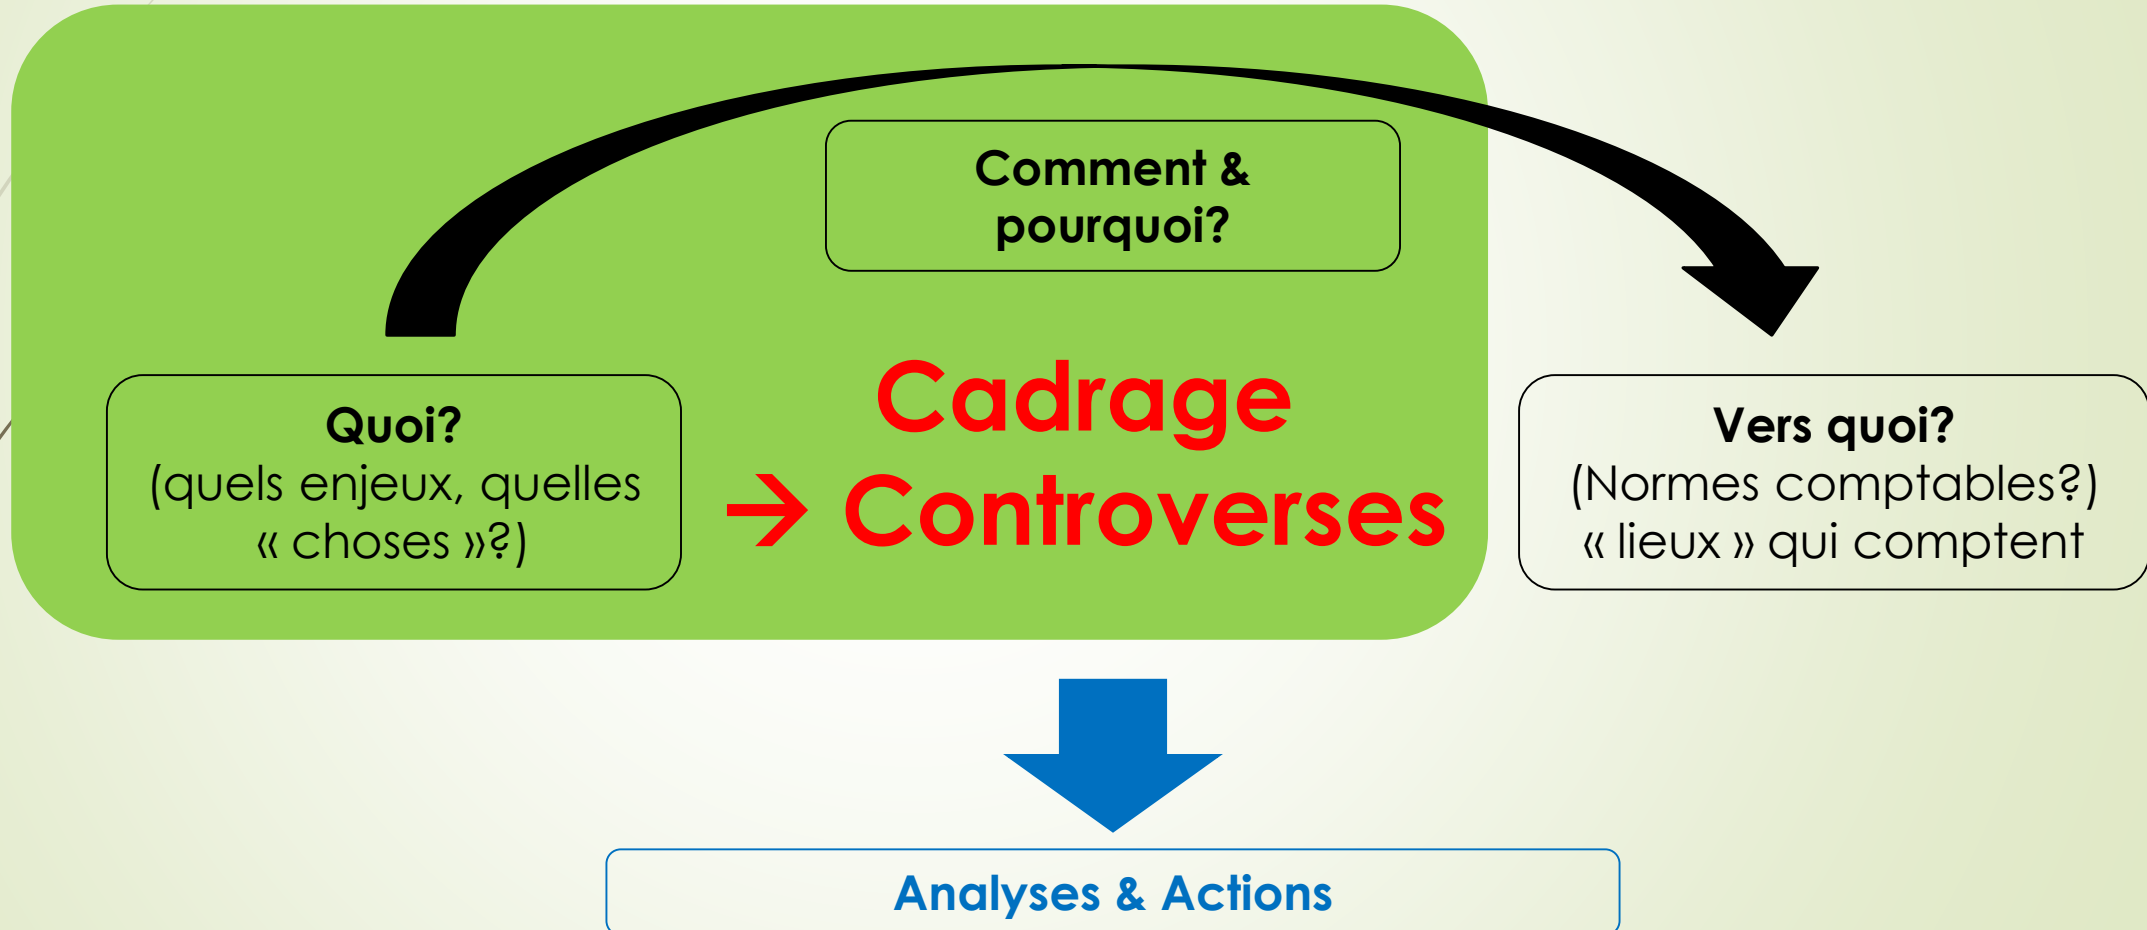 Comment &
pourquoi?
Quoi?
(quels enjeux, quelles
« choses »?)
Cadrage
→ Controverses
Vers quoi?
(Normes comptables?)
« lieux » qui comptent
Analyses & Actions